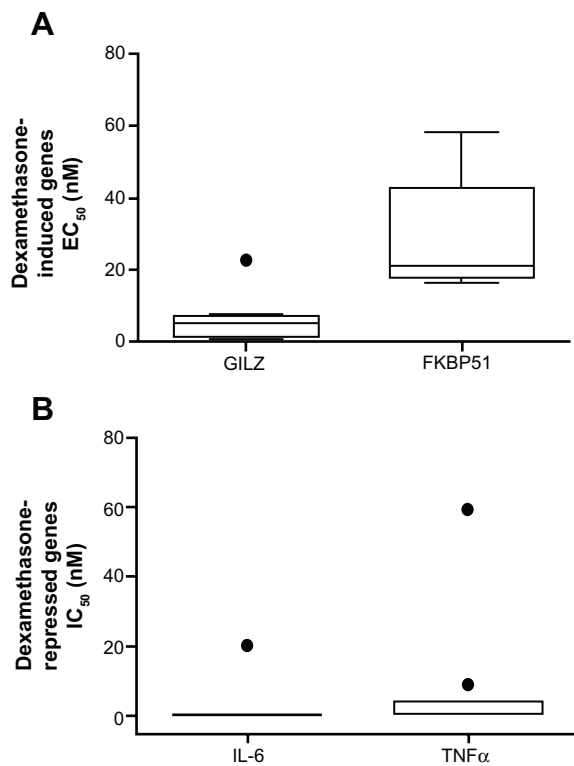 A
Dexamethasone-
induced genes
EC50 (nM)
80
60
40
20
0
GILZ
FKBP51
B
Dexamethasone-
repressed genes
IC50 (nM)
80
60
40
20
0
IL-6
TNFα